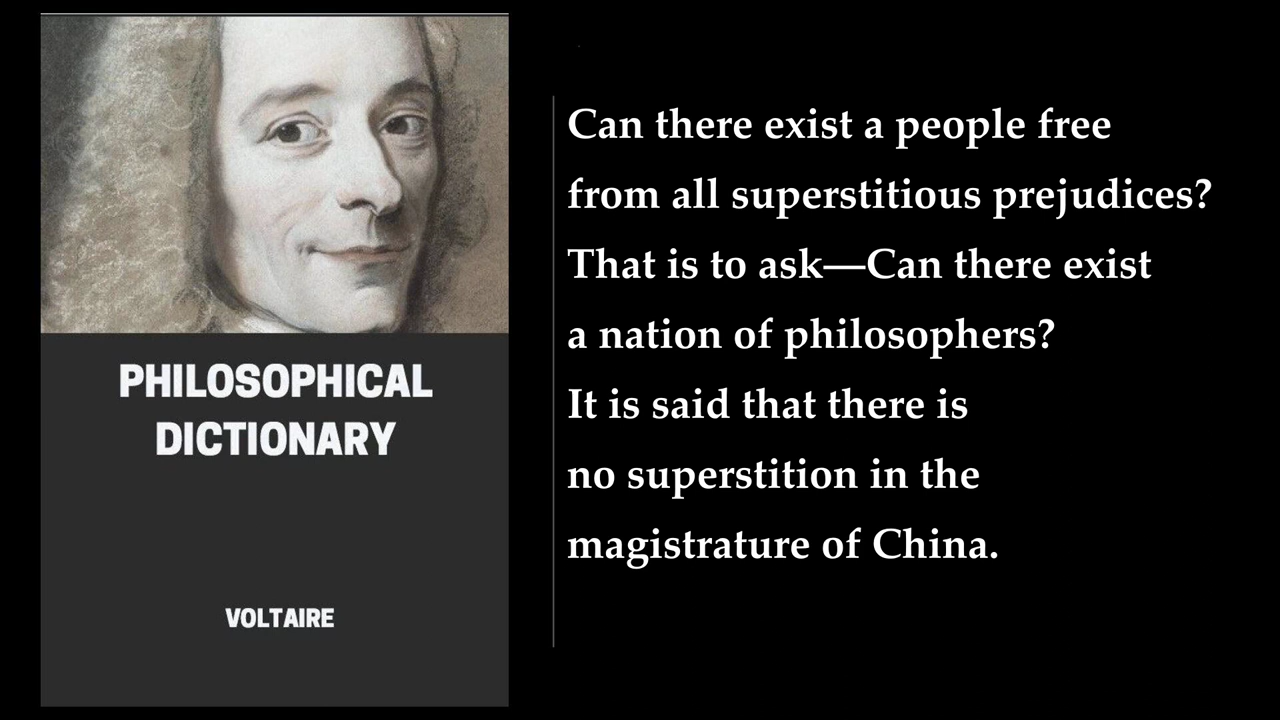 PHILOSOPHICAL
DICTIONARY
VOLTAIRE
Can there exist a people free
from all superstitious prejudices?
That is to ask—Can there exist
a nation of philosophers?
It is said that there is
no superstition in the
magistrature of China.